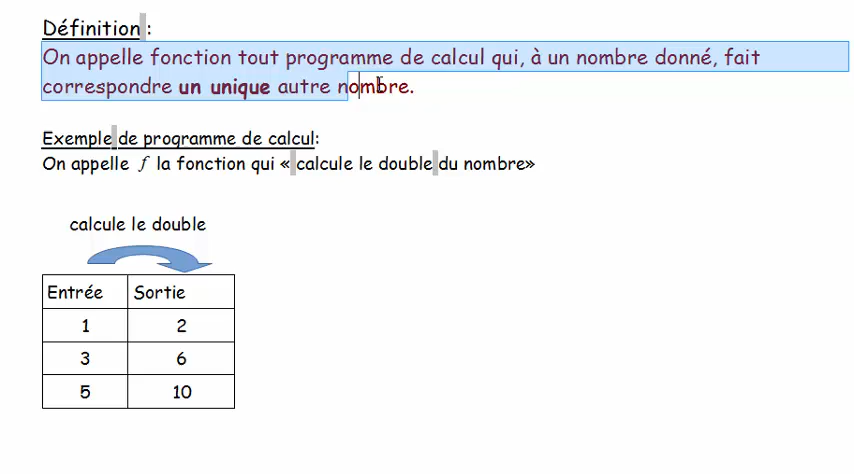 Définition :
On appelle fonction tout programme de calcul qui, à un nombre donné, fait
correspondre un unique autre nombre.
Exemple de programme de calcul:
On appelle f la fonction qui « calcule le double du nombre»
calcule le double
Entrée Sortie
1 2
3 6
5 10